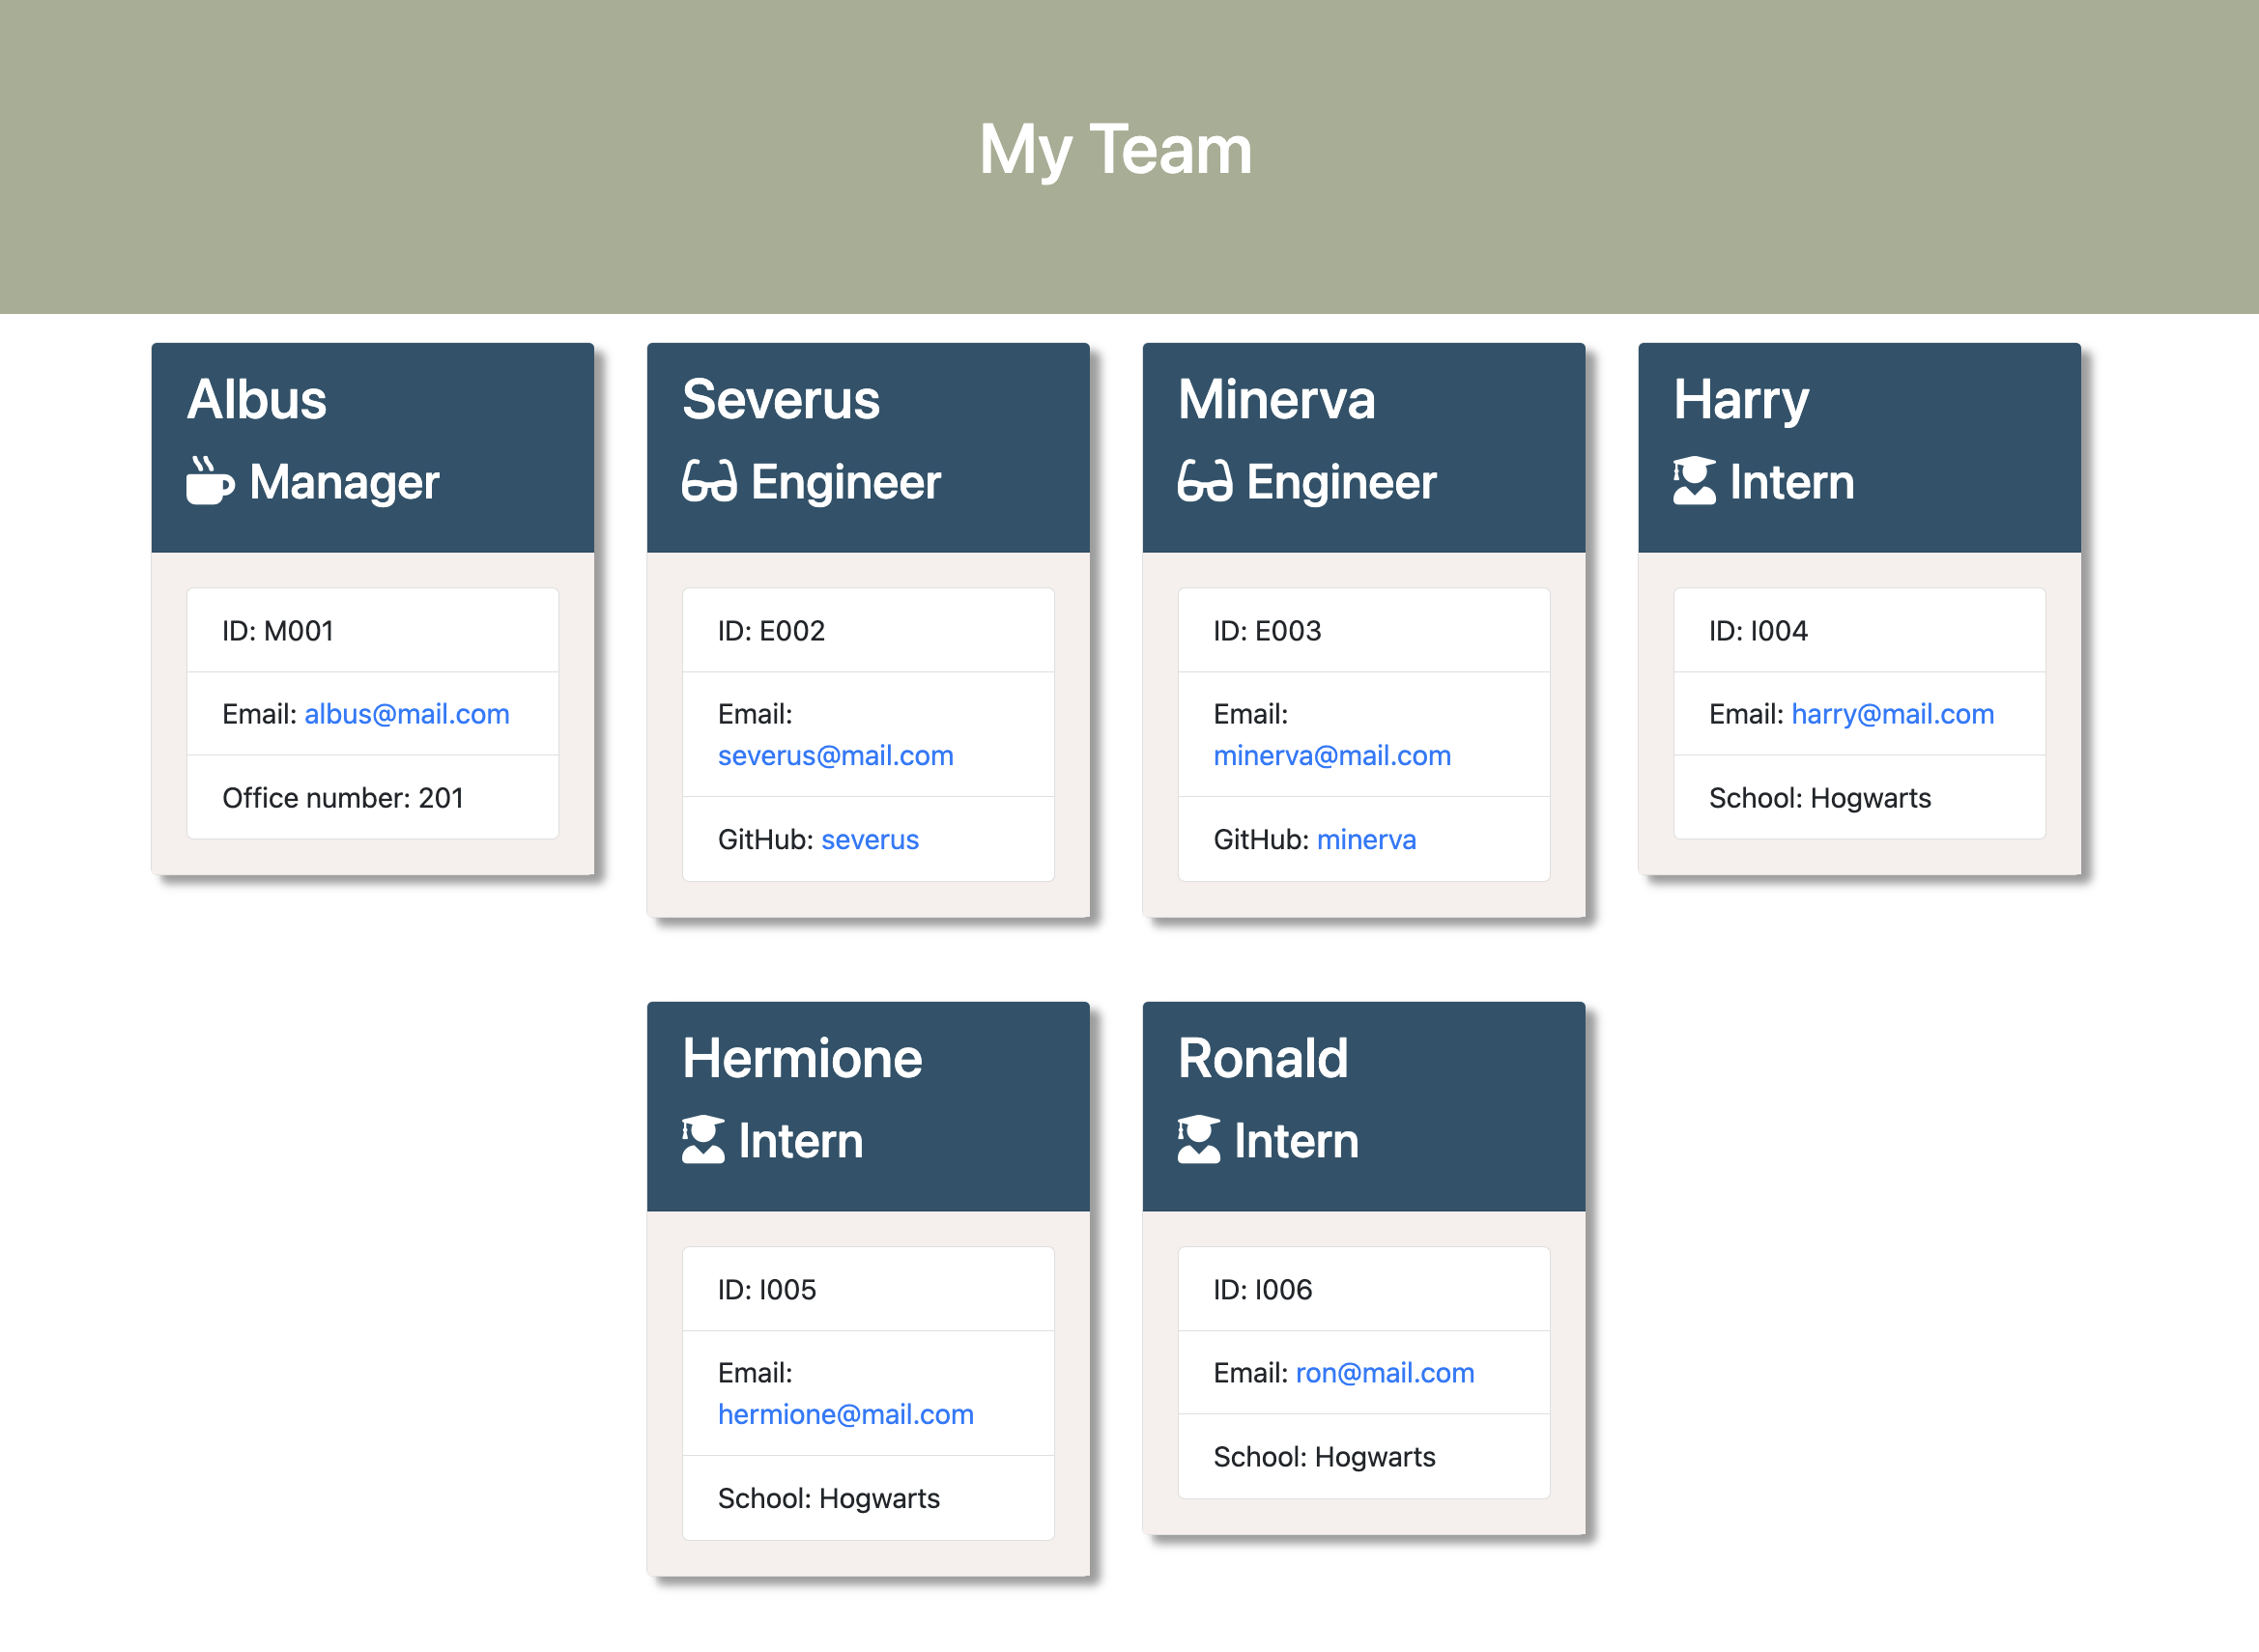 My Team
Albus
Manager
ID: M001
Email: albus@mail.com
Office number: 201
Severus
Engineer
ID: E002
Email:
severus@mail.com
GitHub: severus
Minerva
Engineer
ID: E003
Email:
minerva@mail.com
GitHub: minerva
Harry
Intern
ID: I004
Email: harry@mail.com
School: Hogwarts
Hermione
Intern
ID: I005
Email:
hermione@mail.com
School: Hogwarts
Ronald
Intern
ID: I006
Email: ron@mail.com
School: Hogwarts